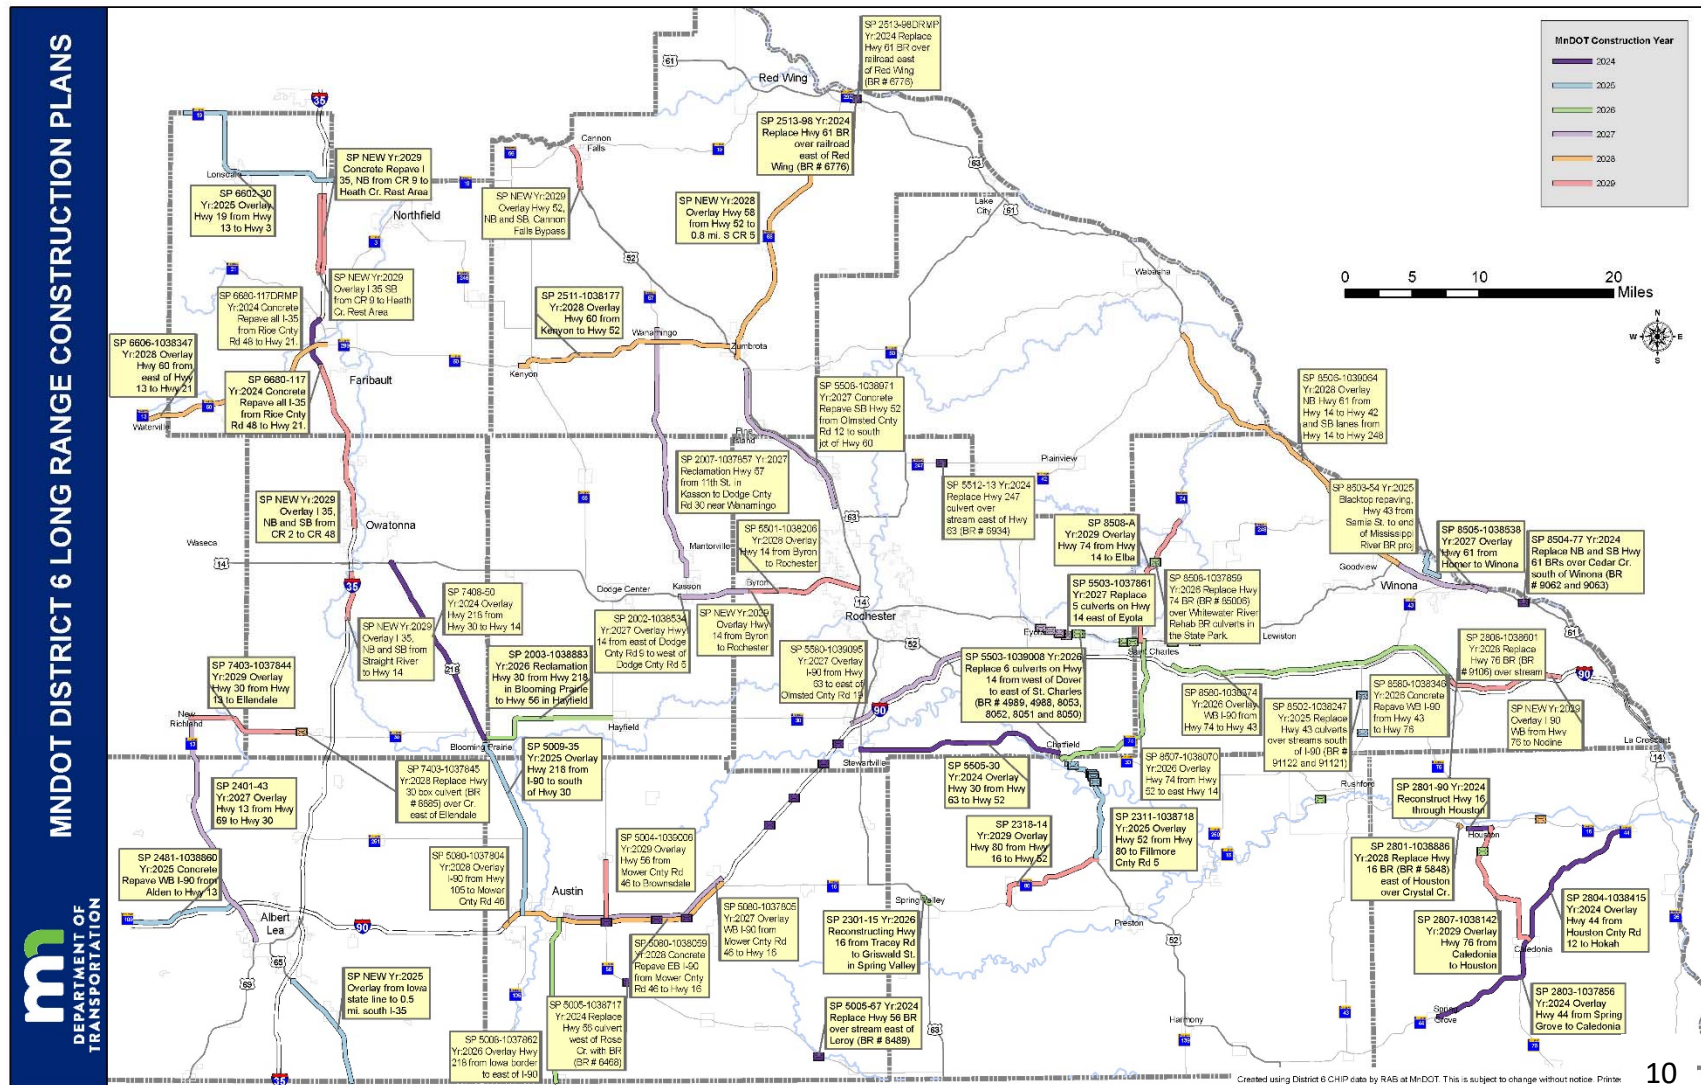 MNDOT DISTRICT 6 LONG RANGE CONSTRUCTION PLANS
DEPARTMENT OF
TRANSPORTATION
MnDOT Construction Year
2024
2025
2026
2027
2028
2029
0 5 10 20
Miles
N
W E
S
SP 2513-98DRMP
Yr:2024 Replace
Hwy 61 BR over
railroad east
of Red Wing
(BR # 6776)
SP 2513-98 Yr:2024
Replace Hwy 61 BR
over railroad
east of Red
Wing (BR # 6776)
SP NEW Yr:2029
Concrete Repave I
35, NB from CR 9 to
Heath Cr. Rest Area
SP 6602-30
Yr:2025 Overlay
Hwy 19 from Hwy
13 to Hwy 3
SP NEW Yr:2029
Overlay Hwy 52,
NB and SB, Cannon
Falls Bypass
SP NEW Yr:2028
Overlay Hwy 58
from Hwy 52 to
0.8 mi. S CR 5
SP NEW Yr:2029
Overlay I 35 SB
from CR 9 to Heath
Cr. Rest Area
SP 6680-117DRMP
Yr:2024 Concrete
Repave all I-35
from Rice Cnty
Rd 48 to Hwy 21.
SP 2511-1038177
Yr:2028 Overlay
Hwy 60 from
Kenyon to Hwy 52
SP 6606-1038347
Yr:2028 Overlay
Hwy 60 from
east of Hwy
13 to Hwy 21
SP 6680-117
Yr:2024 Concrete
Repave all I-35
from Rice Cnty
Rd 48 to Hwy 21.
SP 5508-1038971
Yr:2027 Concrete
Repave SB Hwy 52
from Olmsted Cnty
Rd 12 to south
jct of Hwy 60
SP 8506-1039064
Yr:2028 Overlay
NB Hwy 61 from
Hwy 14 to Hwy 42
and SB lanes from
Hwy 14 to Hwy 248
SP 2007-1037857 Yr:2027
Reclamation Hwy 57
from 11th St. in
Kasson to Dodge Cnty
Rd 30 near Wanamingo
SP NEW Yr:2029
Overlay I 35,
NB and SB from
CR 2 to CR 48
SP 5512-13 Yr:2024
Replace Hwy 247
culvert over
stream east of Hwy
63 (BR # 6934)
SP 8503-54 Yr:2025
Blacktop repaving,
Hwy 43 from
Sarnia St. to end
of Mississippi
River BR proj
SP 5501-1038206
Yr:2028 Overlay
Hwy 14 from Byron
to Rochester
SP 8508-A
Yr:2029 Overlay
Hwy 74 from Hwy
14 to Elba
SP 8505-1038538
Yr:2027 Overlay
Hwy 61 from
Homer to Winona
SP 8504-77 Yr:2024
Replace NB and SB Hwy
61 BRs over Cedar Cr.
south of Winona (BR
# 9062 and 9063)
SP 5503-1037861
Yr:2027 Replace
5 culverts on Hwy
14 east of Eyota
SP 8508-1037859
Yr:2026 Replace Hwy
74 BR (BR # 85006)
over Whitewater River
Rehab BR culverts in
the State Park.
SP 7408-50
Yr:2024 Overlay
Hwy 218 from
Hwy 30 to Hwy 14
SP NEW Yr:2029
Overlay I 35,
NB and SB from
Straight River
to Hwy 14
SP 2002-1038534
Yr:2027 Overlay Hwy
14 from east of Dodge
Cnty Rd 9 to west of
Dodge Cnty Rd 5
SP NEW Yr:2029
Overlay Hwy
14 from Byron
to Rochester
SP 5580-1039095
Yr:2027 Overlay
I-90 from Hwy
63 to east of
Olmsted Cnty Rd 19
SP 5503-1039008 Yr:2026
Replace 6 culverts on Hwy
14 from west of Dover
to east of St. Charles
(BR # 4989, 4988, 8053,
8052, 8051 and 8050)
SP 2808-1038601
Yr:2028 Replace
Hwy 76 BR (BR
# 9106) over stream
SP 7403-1037844
Yr:2029 Overlay
Hwy 30 from Hwy
13 to Ellendale
SP 2003-1038883
Yr:2026 Reclamation
Hwy 30 from Hwy 218
in Blooming Prairie
to Hwy 56 in Hayfield
SP 8580-1038374
Yr:2026 Overlay
WB I-90 from
Hwy 74 to Hwy 43
SP 8502-1038247
Yr:2025 Replace
Hwy 43 culverts
over streams south
of I-90 (BR #
91122 and 91121)
SP 8580-1038346
Yr:2026 Concrete
Repave WB I-90
from Hwy 43
to Hwy 76
SP NEW Yr:2029
Overlay I 90
WB from Hwy
76 to Nodine
SP 7403-1037845
Yr:2028 Replace Hwy
30 box culvert (BR
# 8685) over Cr.
east of Ellendale
SP 5009-35
Yr:2025 Overlay
Hwy 218 from
I-90 to south
of Hwy 30
SP 5505-30
Yr:2024 Overlay
Hwy 30 from Hwy
63 to Hwy 52
SP 8507-1038070
Yr:2026 Overlay
Hwy 74 from Hwy
52 to east Hwy 14
SP 2401-43
Yr:2027 Overlay
Hwy 13 from Hwy
69 to Hwy 30
SP 2801-90 Yr:2024
Reconstruct Hwy 16
through Houston
SP 2318-14
Yr:2029 Overlay
Hwy 80 from Hwy
16 to Hwy 52
SP 2311-1038718
Yr:2025 Overlay
Hwy 52 from Hwy
80 to Fillmore
Cnty Rd 5
SP 5004-1039006
Yr:2029 Overlay
Hwy 56 from
Mower Cnty Rd
46 to Brownsdale
SP 2481-1038860
Yr:2025 Concrete
Repave WB I-90 from
Alden to Hwy 13
SP 5080-1037804
Yr:2028 Overlay
I-90 from Hwy
105 to Mower
Cnty Rd 46
SP 2801-1038886
Yr:2028 Replace Hwy
16 BR (BR # 5848)
east of Houston
over Crystal Cr.
SP 5080-1037805
Yr:2027 Overlay
WB I-90 from
Mower Cnty Rd
46 to Hwy 16
SP 2301-15 Yr:2026
Reconstructing Hwy
16 from Tracey Rd
to Griswald St.
in Spring Valley
SP 2807-1038142
Yr:2029 Overlay
Hwy 76 from
Caledonia
to Houston
SP 2804-1038415
Yr:2024 Overlay
Hwy 44 from
Houston Cnty Rd
12 to Hokah
SP 5080-1038059
Yr:2028 Concrete
Repave EB I-90
from Mower Cnty
Rd 46 to Hwy 16
SP NEW Yr:2025
Overlay from Iowa
state line to 0.5
mi. south I-35
SP 5005-1038717
Yr:2024 Replace
Hwy 56 culvert
west of Rose
Cr. with BR
(BR # 6468)
SP 5005-67 Yr:2024
Replace Hwy 56 BR
over stream east of
Leroy (BR # 8489)
SP 2803-1037856
Yr:2024 Overlay
Hwy 44 from Spring
Grove to Caledonia
SP 5008-1037862
Yr:2026 Overlay Hwy
218 from Iowa border
to east of I-90
Red Wing
Cannon
Falls
Lonsdale
Northfield
Lake
City
Wabasha
Wanamingo
Zumbrota
Kenyon
Faribault
Waterville
Pine
Island
Plainview
Owatonna
Waseca
Mantorville
Dodge Center
Kasson
Byron
Rochester
Eyota
Saint Charles
Lewiston
Goodview
Winona
New
Richland
Blooming Prairie
Hayfield
Stewartville
Chatfield
Rushford
La Crescent
Houston
Austin
Albert
Lea
Spring Valley
Preston
Caledonia
Spring
Grove
Harmony
Created using District 6 CHIP data by RAB at MnDOT. This is subject to change without notice. Printe
10